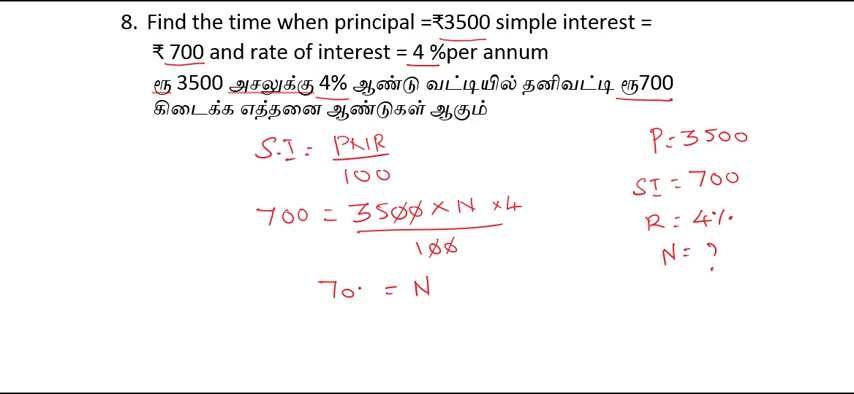 8. Find the time when principal =₹3500 simple interest =
₹ 700 and rate of interest = 4 %per annum
ரூ 3500 அசலுக்கு 4% ஆண்டு வட்டியில் தனிவட்டி ரூ700
கிடைக்க எத்தனை ஆண்டுகள் ஆகும்
S.I = PNR
100
P=3500
SI = 700
R = 4%
N = ?
700 = 3500 × N × 4
100
70. = N